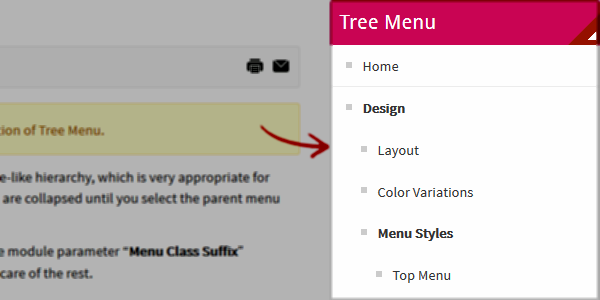 tion of Tree Menu.
e-like hierarchy, which is very appropriate for
are collapsed until you select the parent menu
e module parameter “Menu Class Suffix”
care of the rest.
Tree Menu
Home
Design
Layout
Color Variations
Menu Styles
Top Menu